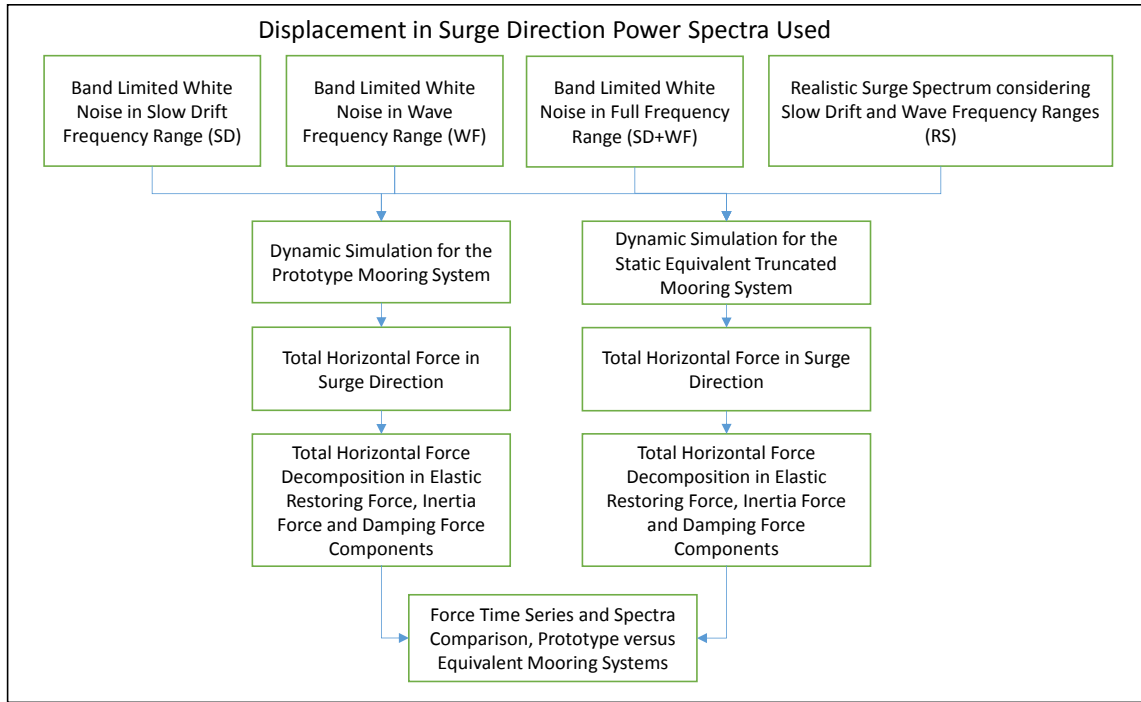 Displacement in Surge Direction Power Spectra Used
Band Limited White
Noise in Slow Drift
Frequency Range (SD)
Band Limited White
Noise in Wave
Frequency Range (WF)
Band Limited White
Noise in Full Frequency
Range (SD+WF)
Realistic Surge Spectrum considering
Slow Drift and Wave Frequency Ranges
(RS)
Dynamic Simulation for the
Prototype Mooring System
Dynamic Simulation for the
Static Equivalent Truncated
Mooring System
Total Horizontal Force in
Surge Direction
Total Horizontal Force in Surge
Direction
Total Horizontal Force
Decomposition in Elastic
Restoring Force, Inertia
Force and Damping Force
Components
Total Horizontal Force
Decomposition in Elastic
Restoring Force, Inertia Force
and Damping Force
Components
Force Time Series and Spectra
Comparison, Prototype versus
Equivalent Mooring Systems